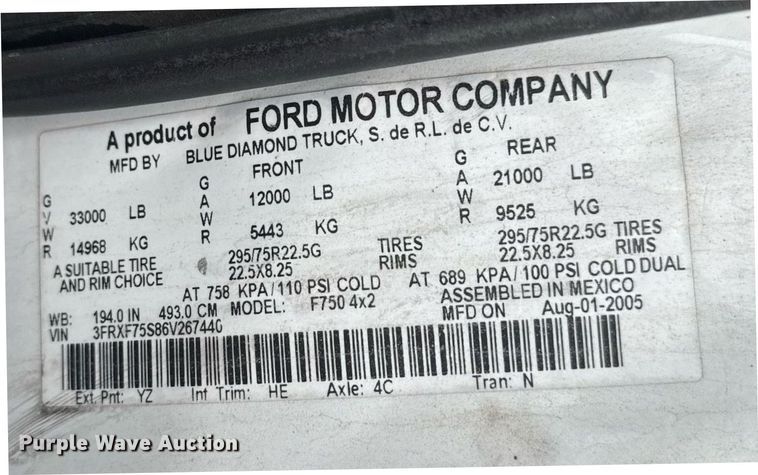 A product of FORD MOTOR COMPANY
MFD BY BLUE DIAMOND TRUCK, S. de R.L. de C.V.
GVWR 33000 LB 14968 KG
FRONT GAWR 12000 LB 5443 KG
REAR GAWR 21000 LB 9525 KG
A SUITABLE TIRE AND RIM CHOICE
295/75R22.5G TIRES 295/75R22.5G TIRES
22.5X8.25 RIMS 22.5X8.25 RIMS
AT 758 KPA/110 PSI COLD AT 689 KPA/100 PSI COLD DUAL
WB: 194.0 IN 493.0 CM MODEL: F750 4x2 ASSEMBLED IN MEXICO
VIN 3FRXF75S86V267440 MFD ON Aug-01-2005
Ext Pnt: YZ Int Trim: HE Axle: 4C Tran: N
Purple Wave Auction